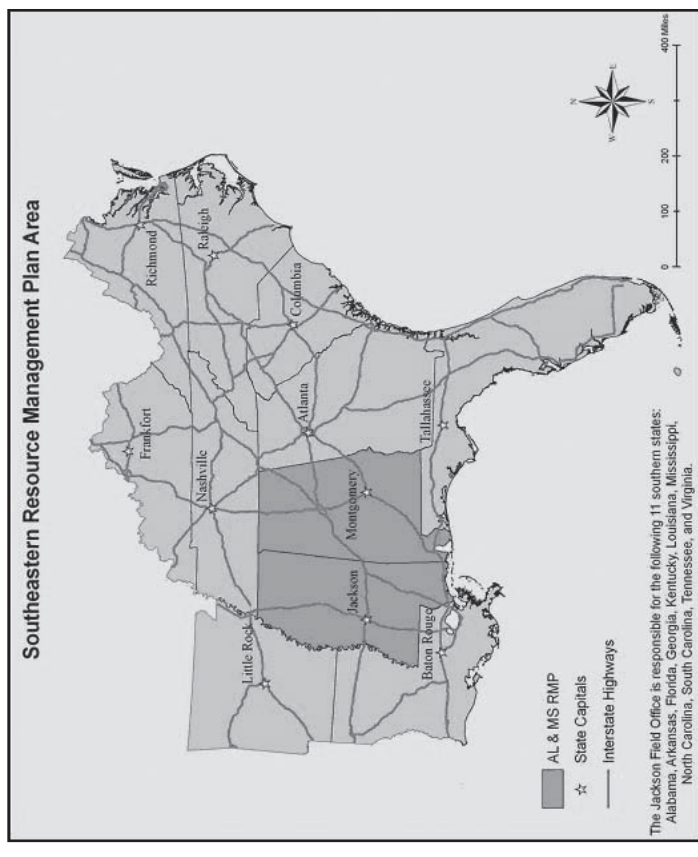 Southeastern Resource Management Plan Area
Frankfort
Richmond
Raleigh
Nashville
Columbia
Little Rock
Atlanta
Jackson
Montgomery
Baton Rouge
Tallahassee
N
W
E
S
AL & MS RMP
State Capitals
Interstate Highways
0 100 200 400 Miles
The Jackson Field Office is responsible for the following 11 southern states:
Alabama, Arkansas, Florida, Georgia, Kentucky, Louisiana, Mississippi,
North Carolina, South Carolina, Tennessee, and Virginia.